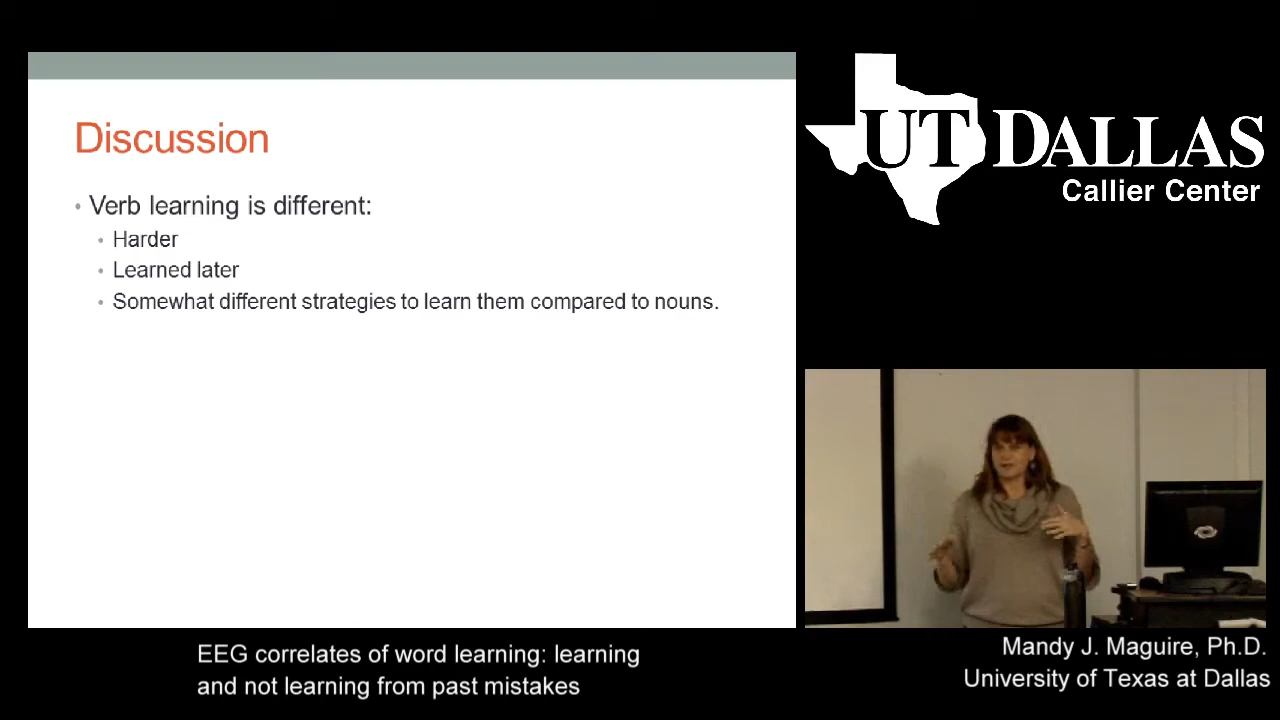 Discussion
• Verb learning is different:
• Harder
• Learned later
• Somewhat different strategies to learn them compared to nouns.
UT DALLAS
Callier Center
EEG correlates of word learning: learning
and not learning from past mistakes
Mandy J. Maguire, Ph.D.
University of Texas at Dallas